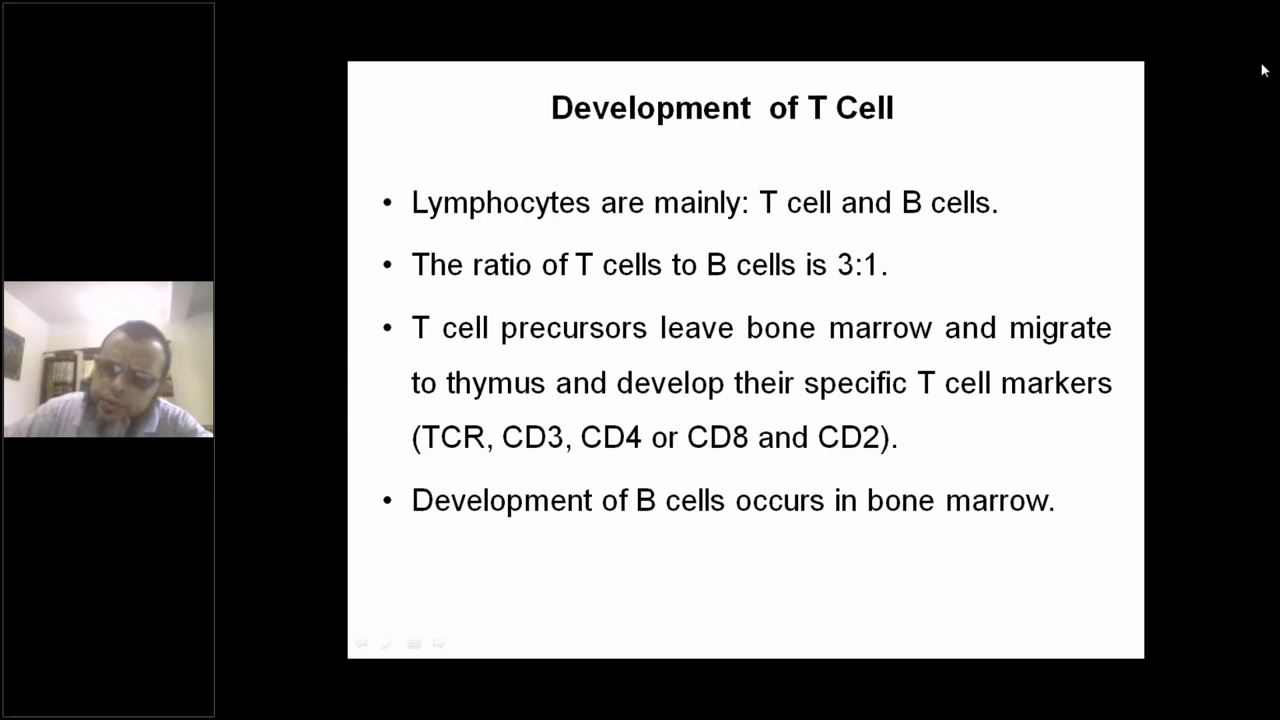 Development of T Cell
• Lymphocytes are mainly: T cell and B cells.
• The ratio of T cells to B cells is 3:1.
• T cell precursors leave bone marrow and migrate
to thymus and develop their specific T cell markers
(TCR, CD3, CD4 or CD8 and CD2).
• Development of B cells occurs in bone marrow.